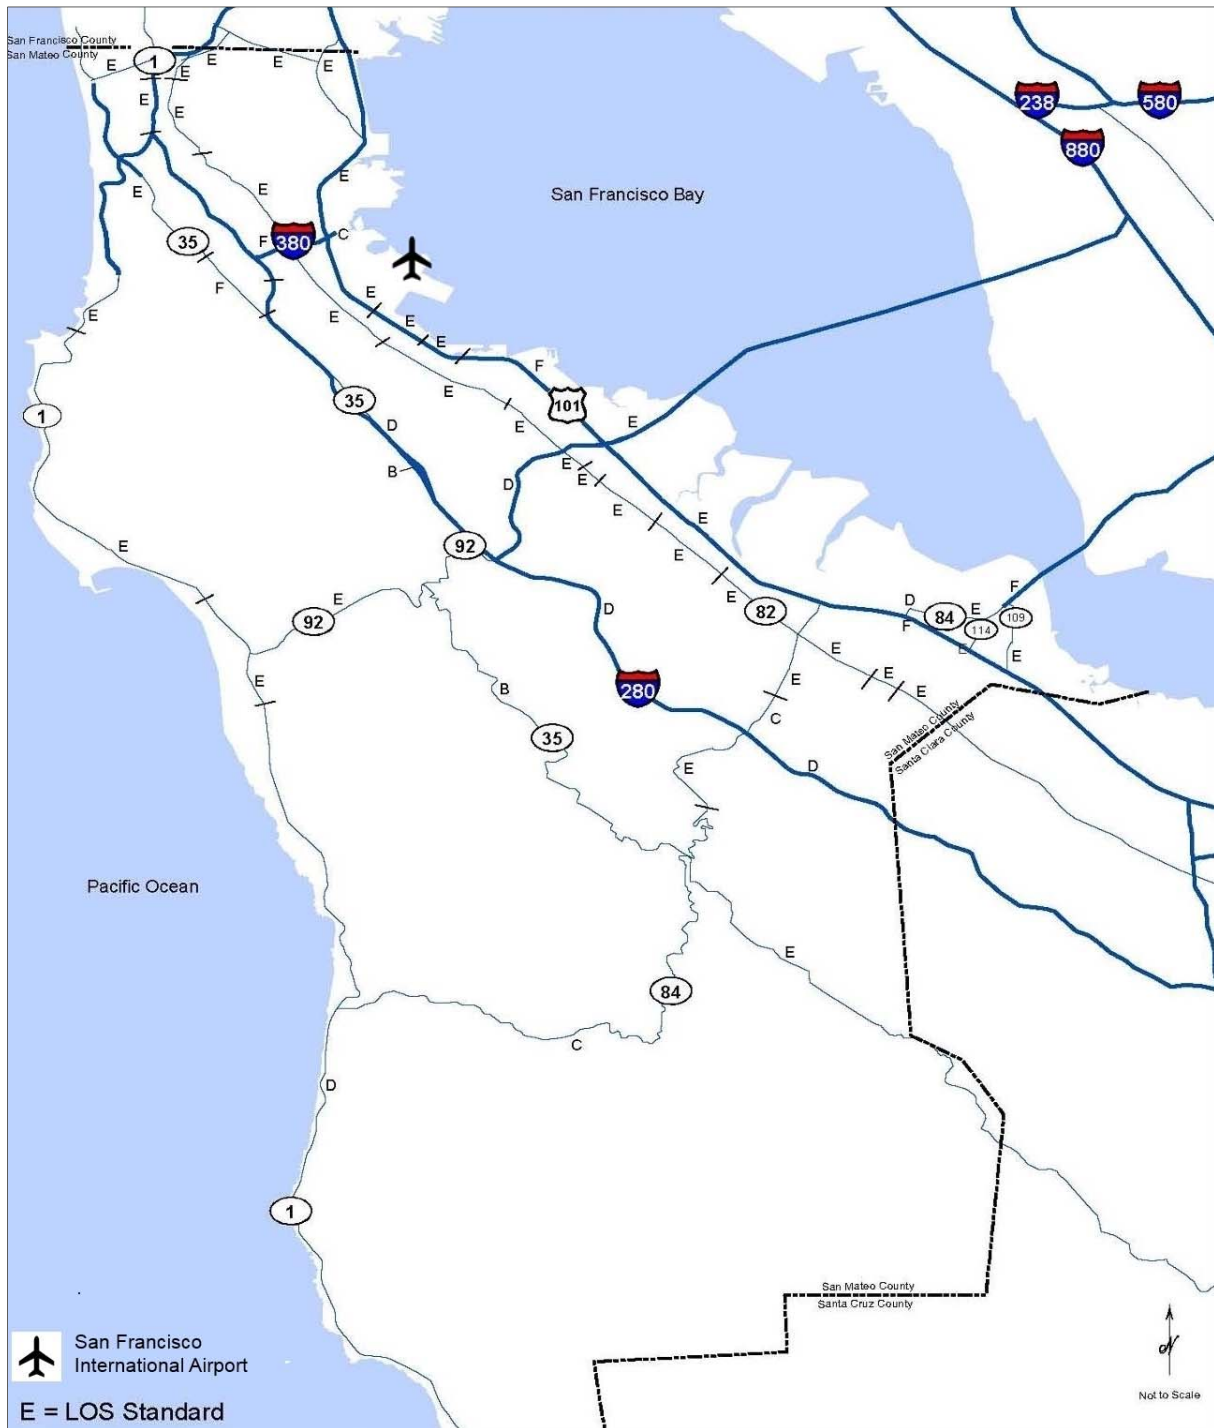 San Francisco County
San Mateo County
1
E
E
E
E
E
E
E
E
238
580
880
E
E
E
E
San Francisco Bay
35
F
380
C
F
E
E
E
E
E
F
1
35
101
E
E
D
E
B
E
D
E
E
E
E
92
E
E
E
82
D
84
E
F
109
F
114
E
E
92
E
D
E
E
E
E
E
B
280
C
San Mateo County
Santa Clara County
35
E
D
Pacific Ocean
E
84
C
D
1
San Mateo County
Santa Cruz County
San Francisco
International Airport
N
Not to Scale
E = LOS Standard